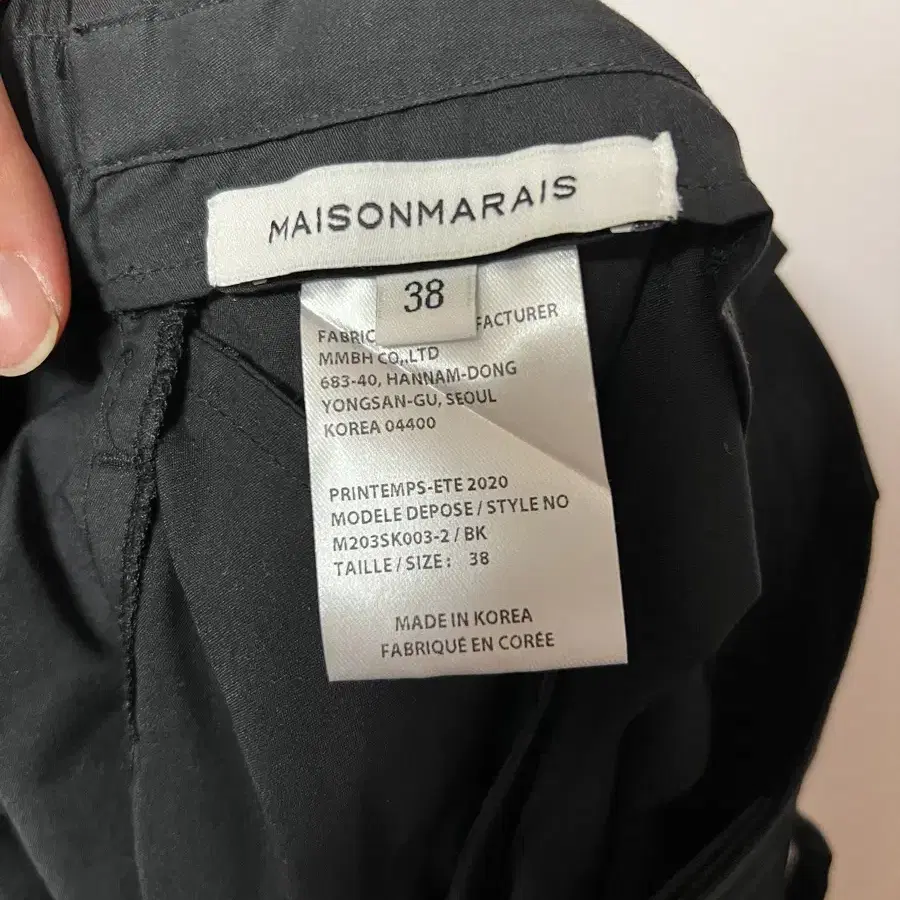 MAISONMARAIS
38
FACTURER
MMBH CO,.LTD
683-40, HANNAM-DONG
YONGSAN-GU, SEOUL
KOREA 04400
PRINTEMPS-ETE 2020
MODELE DEPOSE / STYLE NO
M203SK003-2 / BK
TAILLE / SIZE : 38
MADE IN KOREA
FABRIQUÉ EN CORÉE